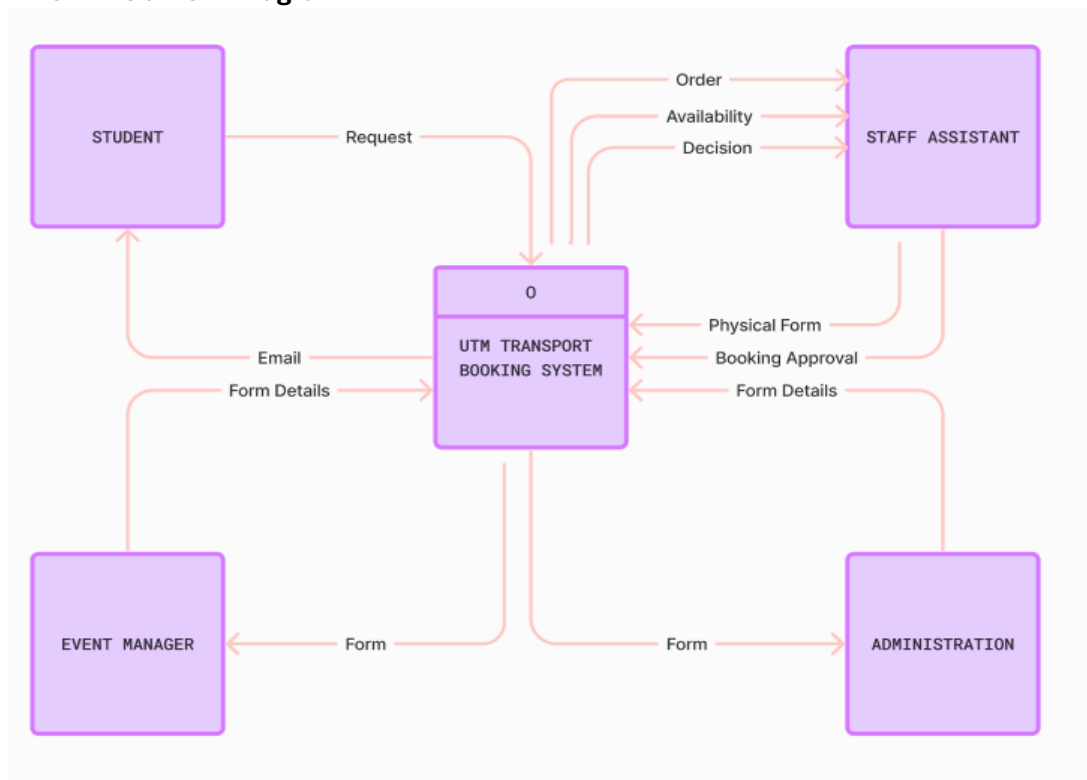 STUDENT
Request
Order
Availability
Decision
STAFF ASSISTANT
0
UTM TRANSPORT
BOOKING SYSTEM
Physical Form
Email
Booking Approval
Form Details
Form Details
EVENT MANAGER
Form
Form
ADMINISTRATION